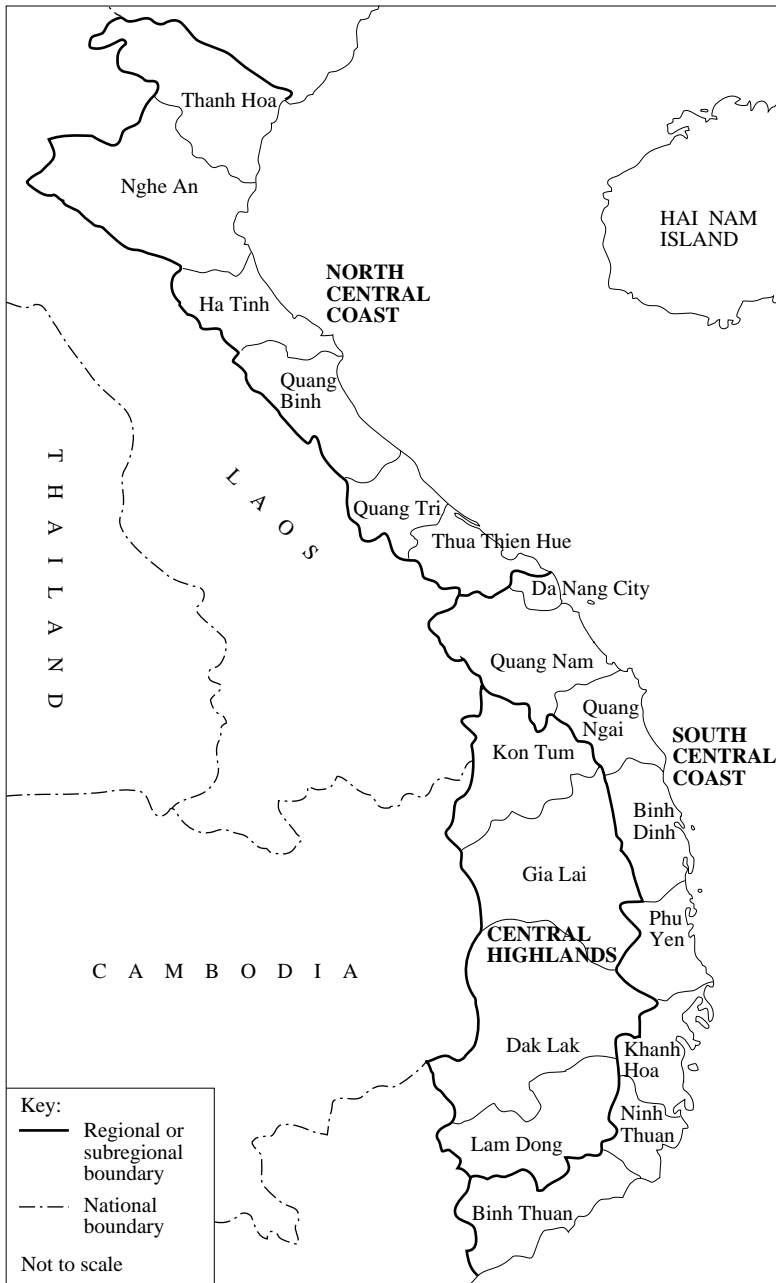 Thanh Hoa
Nghe An
HAI NAM
ISLAND
NORTH
CENTRAL
COAST
Ha Tinh
Quang
Binh
THAILAND
LAOS
Quang Tri
Thua Thien Hue
Da Nang City
Quang Nam
Quang
Ngai
SOUTH
CENTRAL
COAST
Kon Tum
Binh
Dinh
Gia Lai
Phu
Yen
CENTRAL
HIGHLANDS
CAMBODIA
Dak Lak
Khanh
Hoa
Ninh
Thuan
Lam Dong
Binh Thuan
Key:
Regional or
subregional
boundary
National
boundary
Not to scale